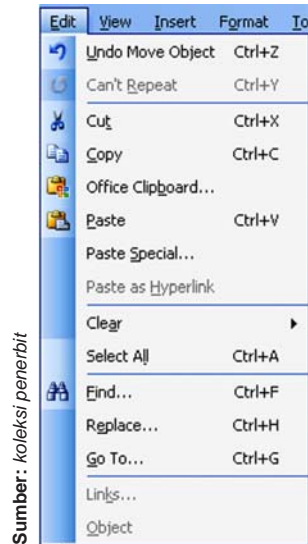 Edit View Insert Format To
Undo Move Object Ctrl+Z
Can't Repeat Ctrl+Y
Cut Ctrl+X
Copy Ctrl+C
Office Clipboard...
Paste Ctrl+V
Paste Special...
Paste as Hyperlink
Clear
Select All Ctrl+A
Find... Ctrl+F
Replace... Ctrl+H
Go To... Ctrl+G
Links...
Object
Sumber: koleksi penerbit